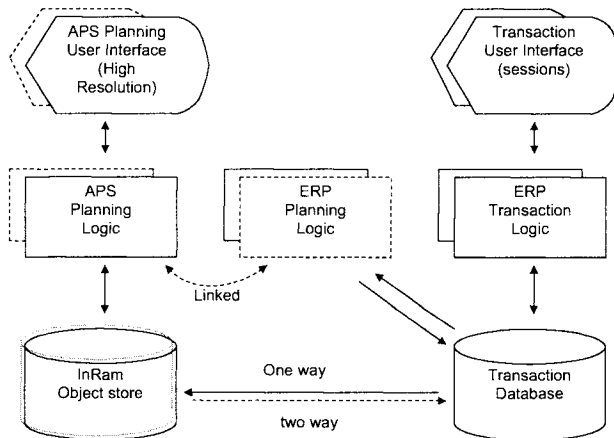 APS Planning
User Interface
(High
Resolution)
Transaction
User Interface
(sessions)
APS
Planning
Logic
ERP
Planning
Logic
ERP
Transaction
Logic
Linked
InRam
Object store
One way
two way
Transaction
Database